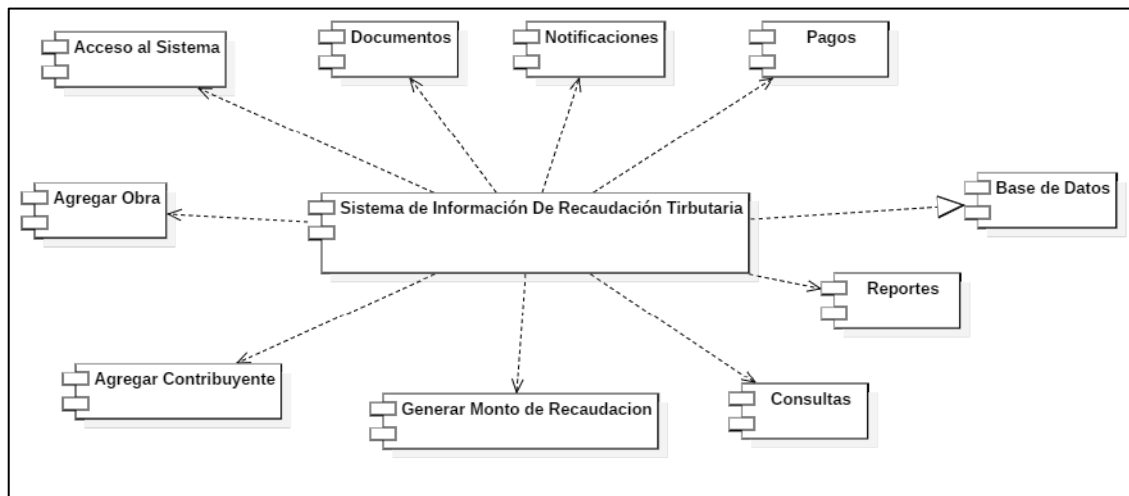 Acceso al Sistema
Documentos
Notificaciones
Pagos
Agregar Obra
Sistema de Información De Recaudación Tirbutaria
Base de Datos
Reportes
Agregar Contribuyente
Generar Monto de Recaudacion
Consultas